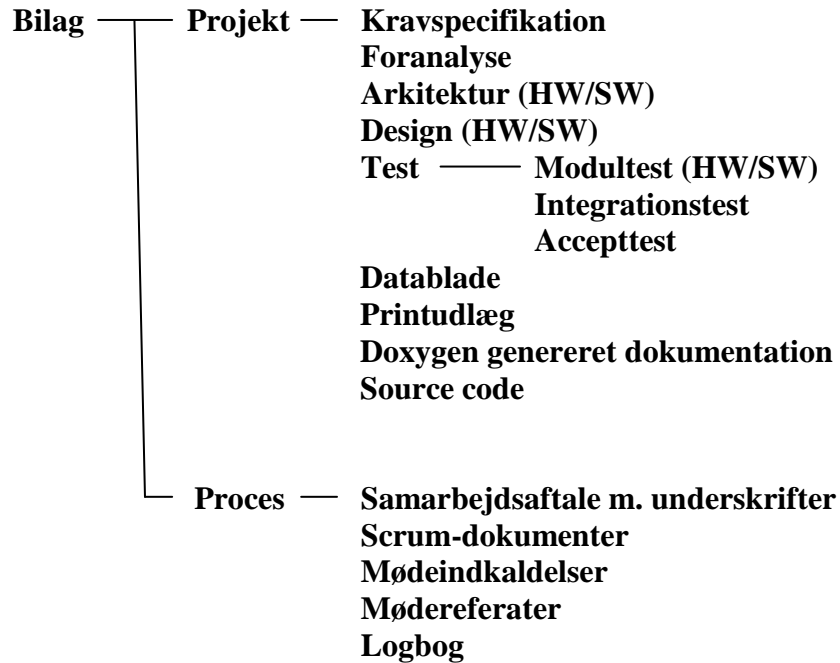 Bilag Projekt Kravspecifikation
Foranalyse
Arkitektur (HW/SW)
Design (HW/SW)
Test Modultest (HW/SW)
Integrationstest
Accepttest
Datablade
Printudlæg
Doxygen genereret dokumentation
Source code
Proces Samarbejdsaftale m. underskrifter
Scrum-dokumenter
Mødeindkaldelser
Mødereferater
Logbog